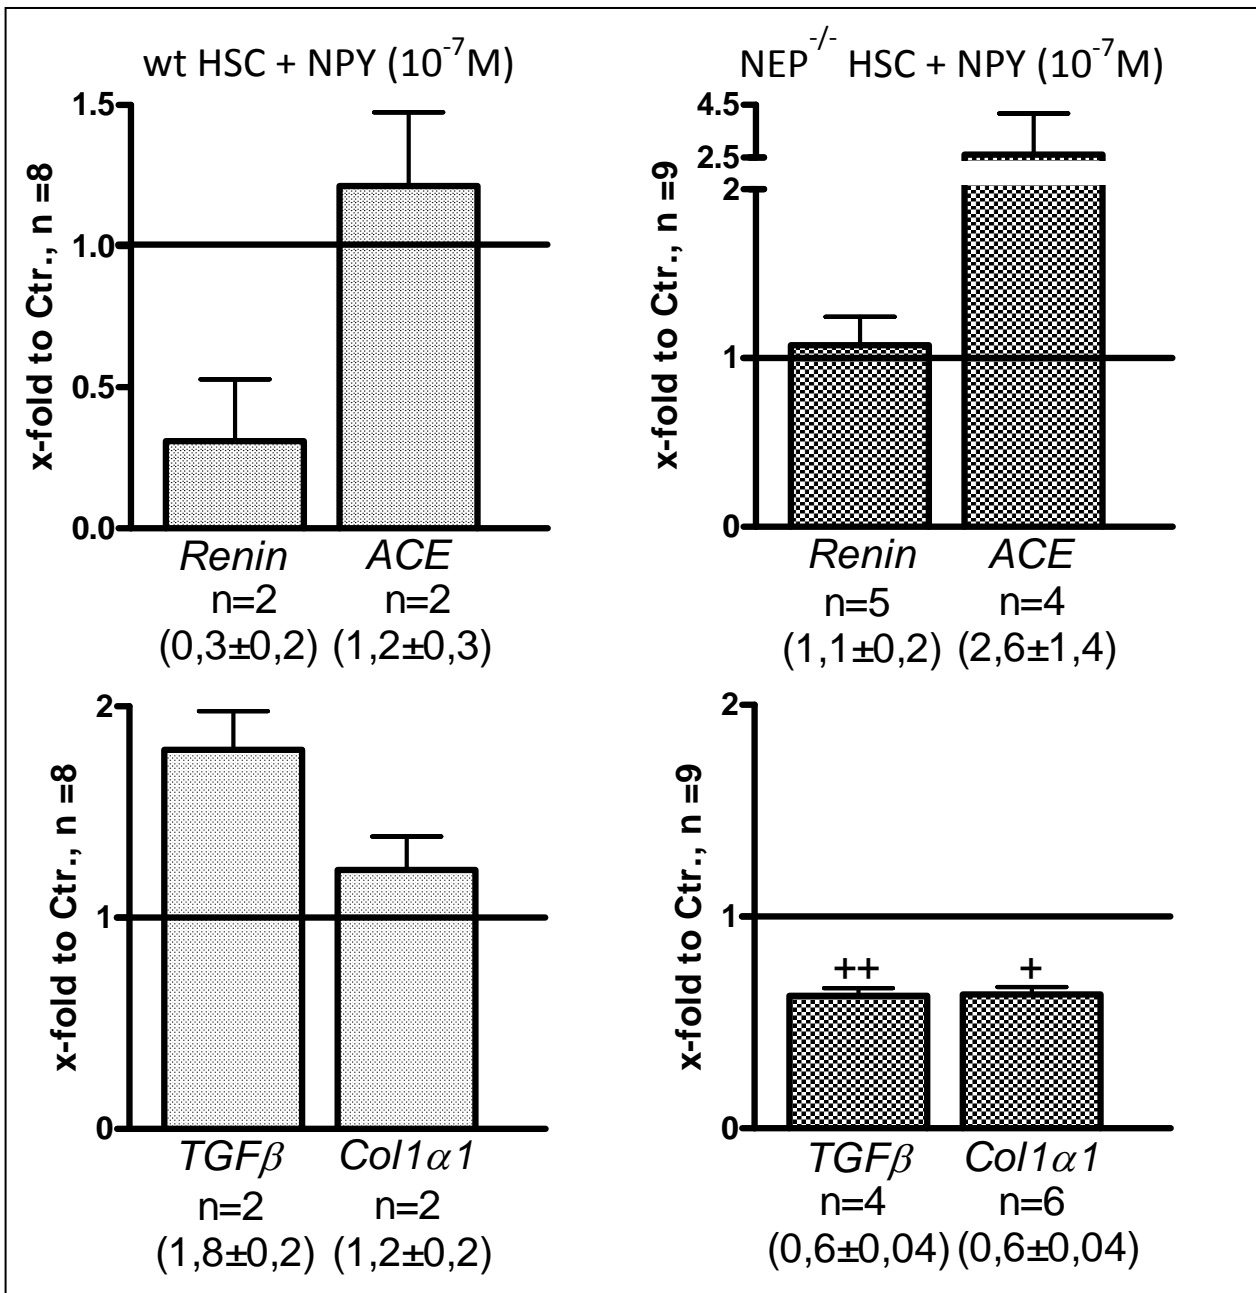 wt HSC + NPY (10⁻⁷M)
x-fold to Ctr., n =8
1.5
1.0
0.5
0.0
Renin ACE
n=2 n=2
(0,3±0,2) (1,2±0,3)
NEP⁻/⁻ HSC + NPY (10⁻⁷M)
x-fold to Ctr., n =9
4.5
2.5
2
1
0
Renin ACE
n=5 n=4
(1,1±0,2) (2,6±1,4)
x-fold to Ctr., n =8
2
1
0
TGFβ Col1α1
n=2 n=2
(1,8±0,2) (1,2±0,2)
x-fold to Ctr., n =9
2
1
0
++ +
TGFβ Col1α1
n=4 n=6
(0,6±0,04) (0,6±0,04)